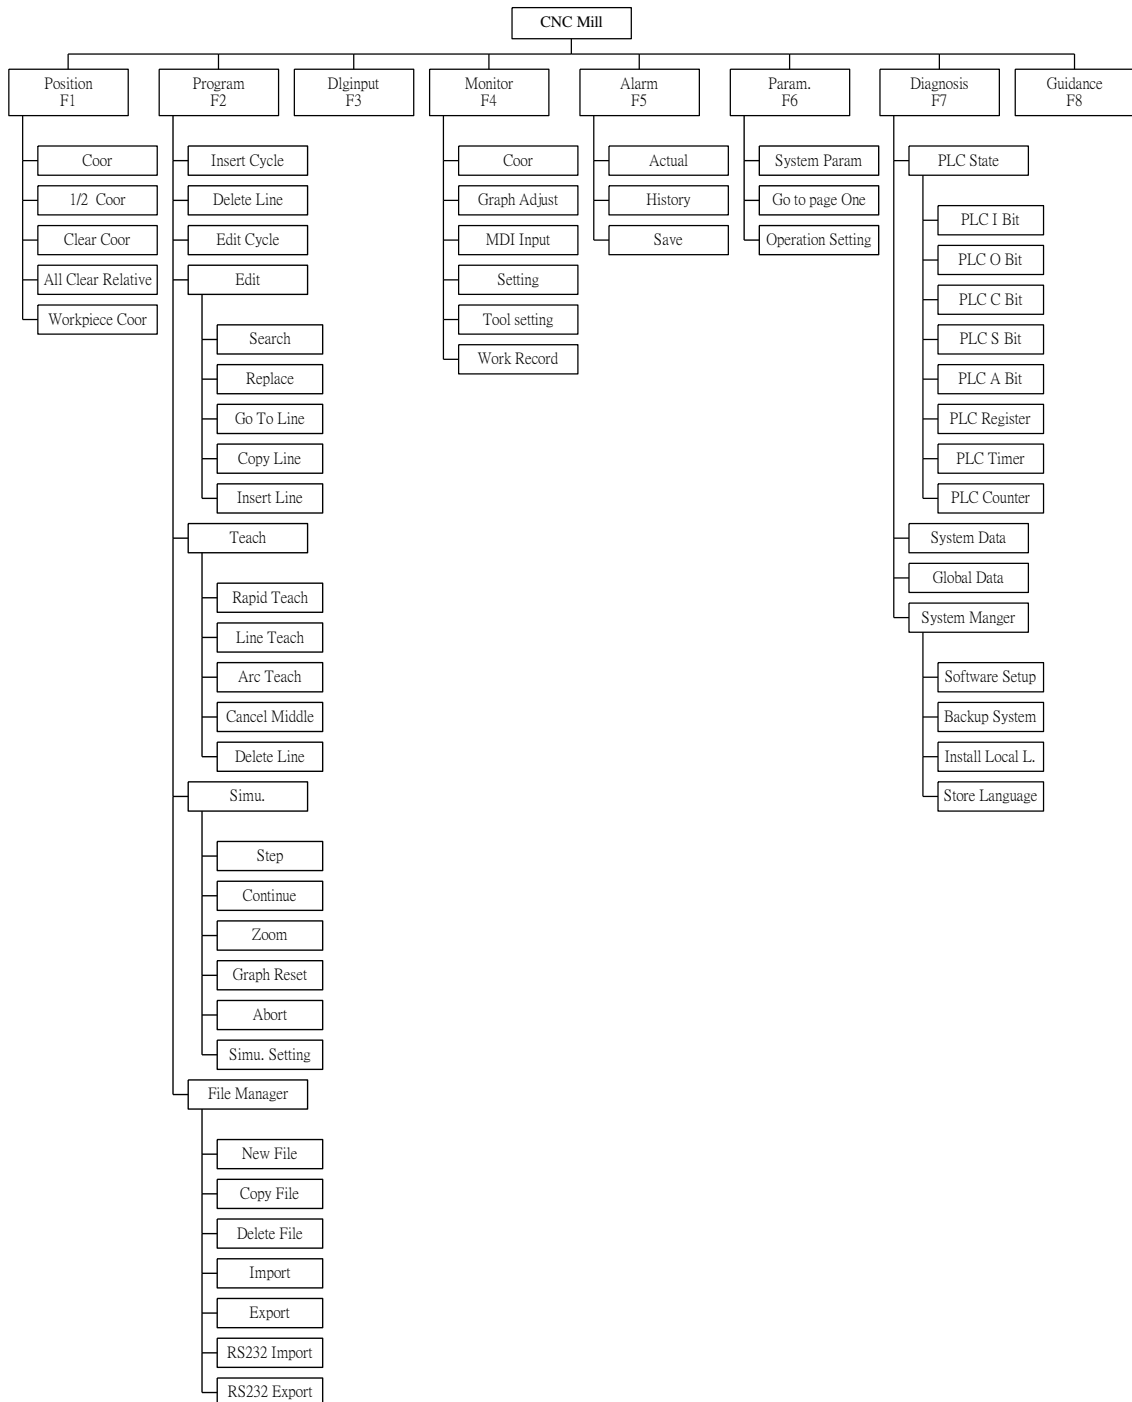 CNC Mill
Position
F1
Program
F2
Dlginput
F3
Monitor
F4
Alarm
F5
Param.
F6
Diagnosis
F7
Guidance
F8
Coor
1/2 Coor
Clear Coor
All Clear Relative
Workpiece Coor
Insert Cycle
Delete Line
Edit Cycle
Edit
Search
Replace
Go To Line
Copy Line
Insert Line
Teach
Rapid Teach
Line Teach
Arc Teach
Cancel Middle
Delete Line
Simu.
Step
Continue
Zoom
Graph Reset
Abort
Simu. Setting
File Manager
New File
Copy File
Delete File
Import
Export
RS232 Import
RS232 Export
Coor
Graph Adjust
MDI Input
Setting
Tool setting
Work Record
Actual
History
Save
System Param
Go to page One
Operation Setting
PLC State
PLC I Bit
PLC O Bit
PLC C Bit
PLC S Bit
PLC A Bit
PLC Register
PLC Timer
PLC Counter
System Data
Global Data
System Manger
Software Setup
Backup System
Install Local L.
Store Language